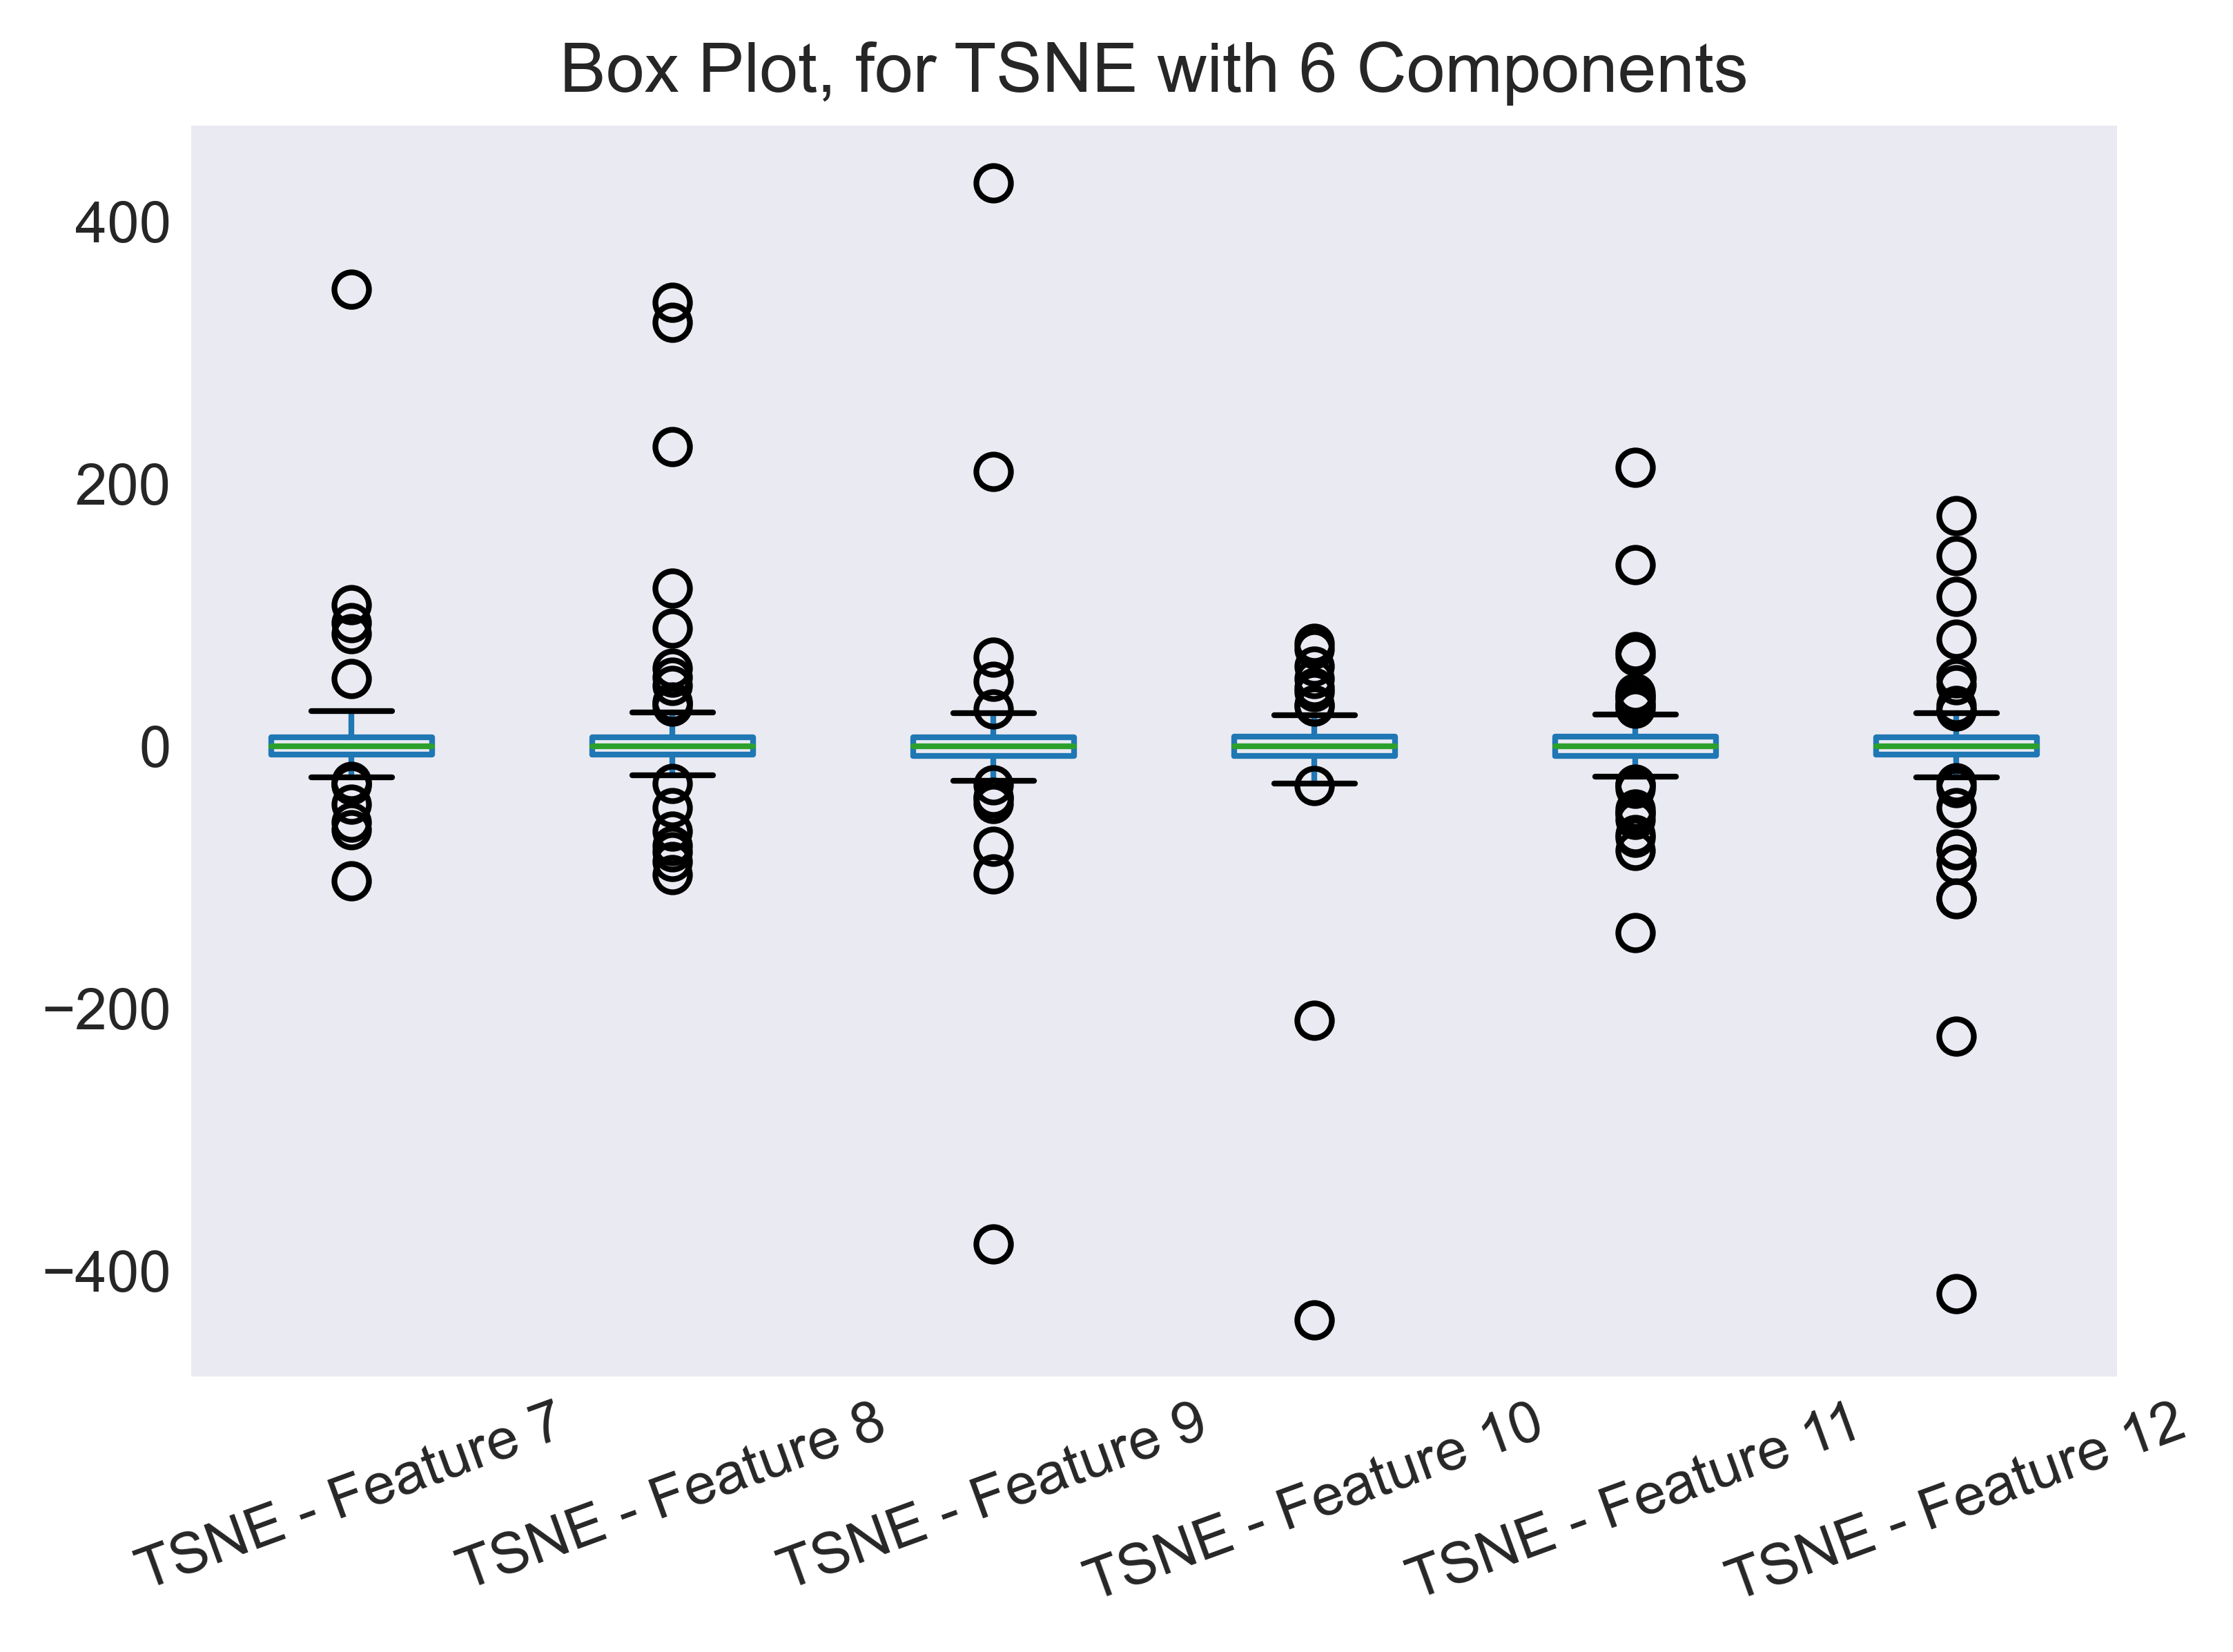 Box Plot, for TSNE with 6 Components
400
200
0
−200
−400
TSNE - Feature 7
TSNE - Feature 8
TSNE - Feature 9
TSNE - Feature 10
TSNE - Feature 11
TSNE - Feature 12